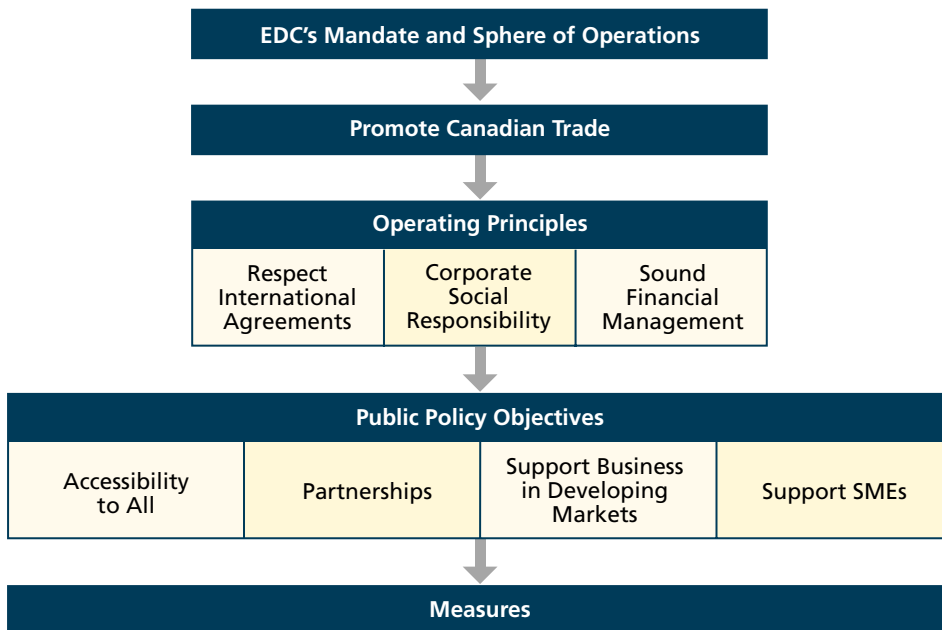 EDC’s Mandate and Sphere of Operations
Promote Canadian Trade
Operating Principles
Respect
International
Agreements
Corporate
Social
Responsibility
Sound
Financial
Management
Public Policy Objectives
Accessibility
to All
Partnerships
Support Business
in Developing
Markets
Support SMEs
Measures